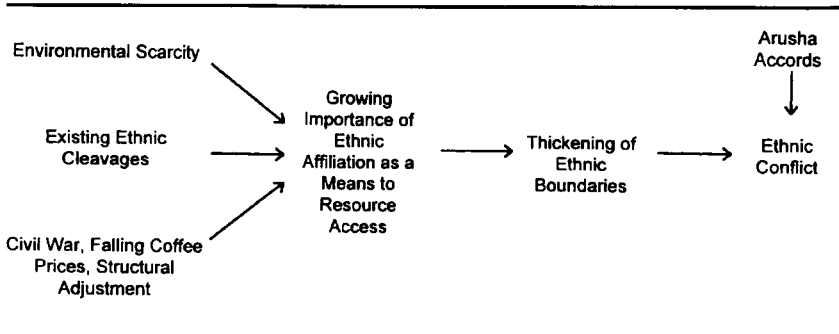 Environmental Scarcity
Existing Ethnic
Cleavages
Civil War, Falling Coffee
Prices, Structural
Adjustment
Growing
Importance of
Ethnic
Affiliation as a
Means to
Resource
Access
Thickening of
Ethnic
Boundaries
Arusha
Accords
Ethnic
Conflict